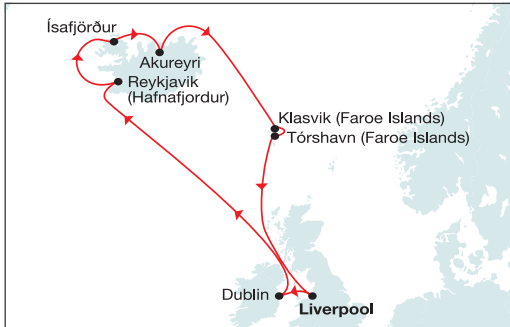 Ísafjörður
Akureyri
Reykjavik
(Hafnafjordur)
Klasvik (Faroe Islands)
Tórshavn (Faroe Islands)
Dublin
Liverpool